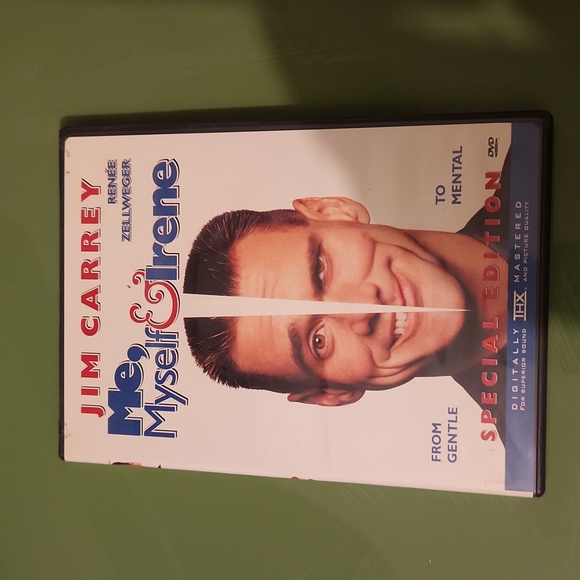 JIM CARREY
RENÉE
ZELLWEGER
Me,
Myself & Irene
FROM
GENTLE
TO
MENTAL
SPECIAL EDITION
DVD
DIGITALLY THX MASTERED
FOR SUPERIOR SOUND AND PICTURE QUALITY